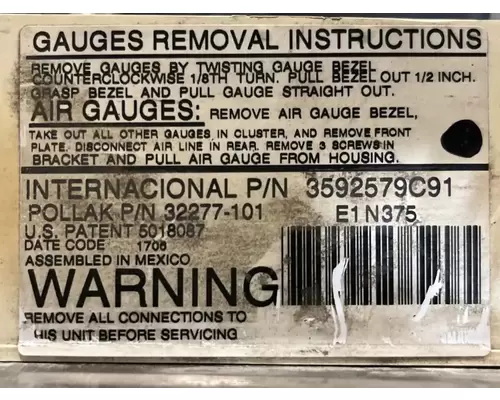 GAUGES REMOVAL INSTRUCTIONS
REMOVE GAUGES BY TWISTING GAUGE BEZEL
COUNTERCLOCKWISE 1/8TH TURN. PULL BEZEL OUT 1/2 INCH.
GRASP BEZEL AND PULL GAUGE STRAIGHT OUT.
AIR GAUGES: REMOVE AIR GAUGE BEZEL,
TAKE OUT ALL OTHER GAUGES IN CLUSTER, AND REMOVE FRONT
PLATE. DISCONNECT AIR LINE IN REAR. REMOVE 3 SCREWS IN
BRACKET AND PULL AIR GAUGE FROM HOUSING.
INTERNACIONAL P/N 3592579C91
POLLAK P/N 32277-101 E1 N375
U.S. PATENT 5018087
DATE CODE 1706
ASSEMBLED IN MEXICO
WARNING
REMOVE ALL CONNECTIONS TO
HIS UNIT BEFORE SERVICING